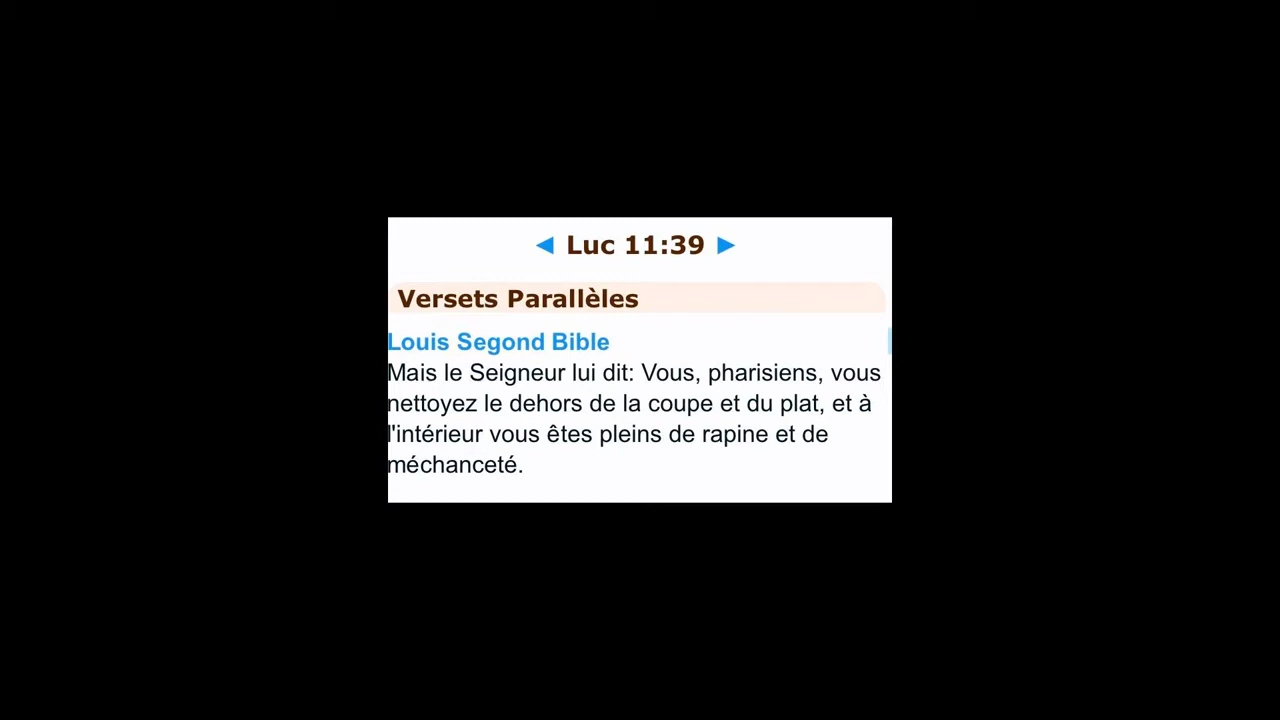 ◄ Luc 11:39 ►
Versets Parallèles
Louis Segond Bible
Mais le Seigneur lui dit: Vous, pharisiens, vous
nettoyez le dehors de la coupe et du plat, et à
l'intérieur vous êtes pleins de rapine et de
méchanceté.